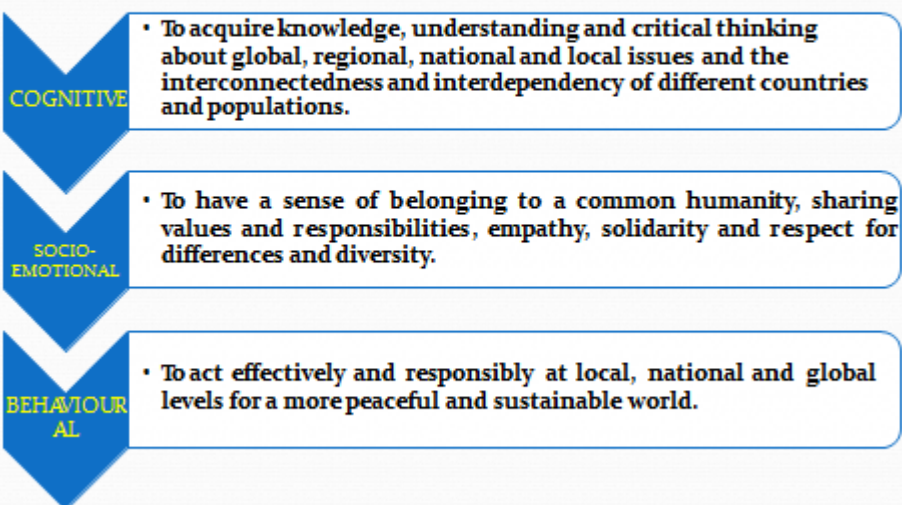 COGNITIVE
• To acquire knowledge, understanding and critical thinking
about global, regional, national and local issues and the
interconnectedness and interdependency of different countries
and populations.
SOCIO-
EMOTIONAL
• To have a sense of belonging to a common humanity, sharing
values and responsibilities, empathy, solidarity and respect for
differences and diversity.
BEHAVIOUR
AL
• To act effectively and responsibly at local, national and global
levels for a more peaceful and sustainable world.